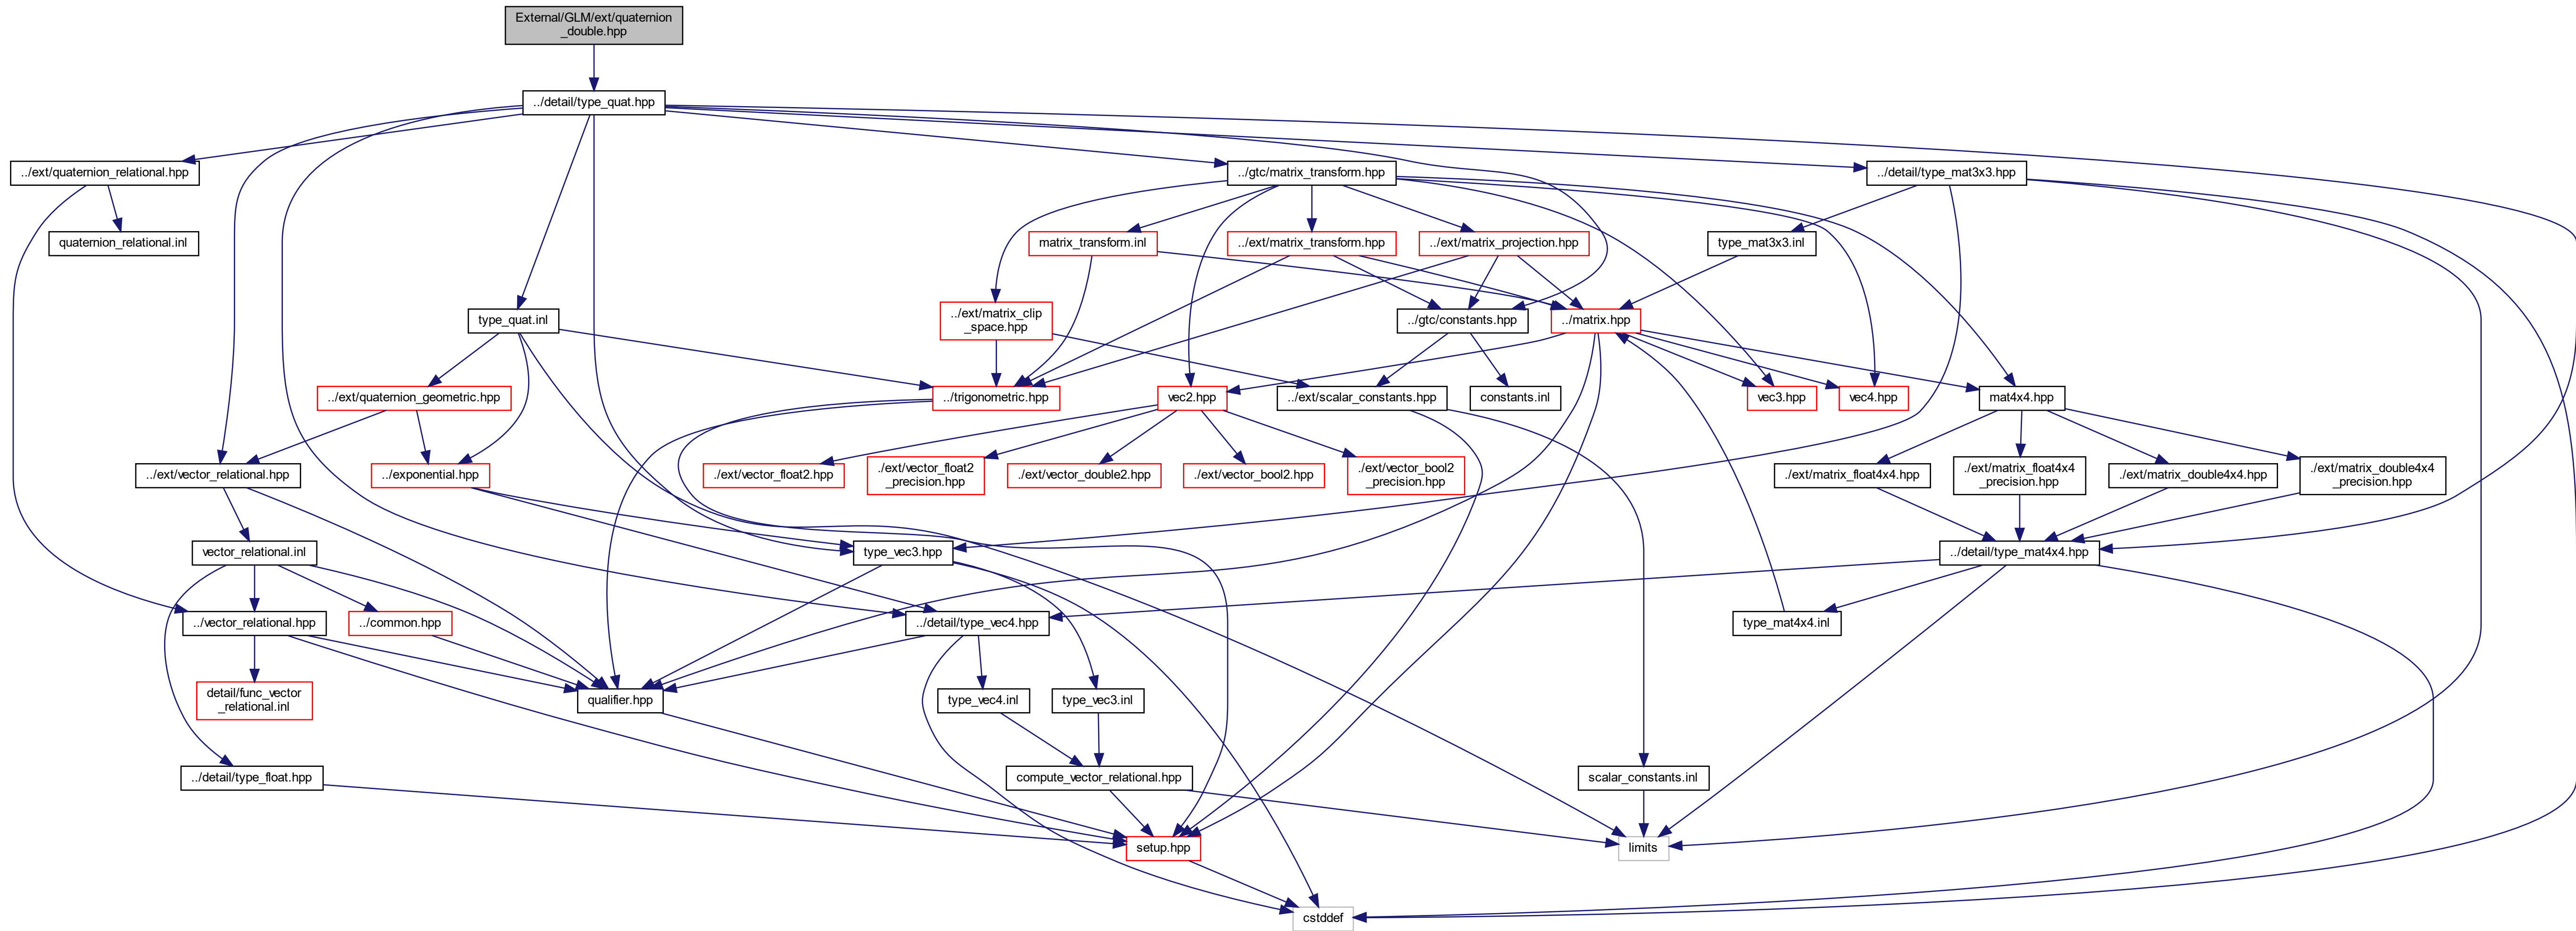 External/GLM/ext/quaternion
_double.hpp
../detail/type_quat.hpp
../ext/quaternion_relational.hpp
../gtc/matrix_transform.hpp
../detail/type_mat3x3.hpp
quaternion_relational.inl
matrix_transform.inl
../ext/matrix_transform.hpp
../ext/matrix_projection.hpp
type_mat3x3.inl
type_quat.inl
../ext/matrix_clip
_space.hpp
../gtc/constants.hpp
../matrix.hpp
../ext/quaternion_geometric.hpp
../trigonometric.hpp
vec2.hpp
../ext/scalar_constants.hpp
constants.inl
vec3.hpp
vec4.hpp
mat4x4.hpp
../ext/vector_relational.hpp
../exponential.hpp
./ext/vector_float2.hpp
./ext/vector_float2
_precision.hpp
./ext/vector_double2.hpp
./ext/vector_bool2.hpp
./ext/vector_bool2
_precision.hpp
./ext/matrix_float4x4.hpp
./ext/matrix_float4x4
_precision.hpp
./ext/matrix_double4x4.hpp
./ext/matrix_double4x4
_precision.hpp
vector_relational.inl
type_vec3.hpp
../detail/type_mat4x4.hpp
../vector_relational.hpp
../common.hpp
../detail/type_vec4.hpp
type_mat4x4.inl
detail/func_vector
_relational.inl
qualifier.hpp
type_vec4.inl
type_vec3.inl
../detail/type_float.hpp
compute_vector_relational.hpp
scalar_constants.inl
setup.hpp
limits
cstddef